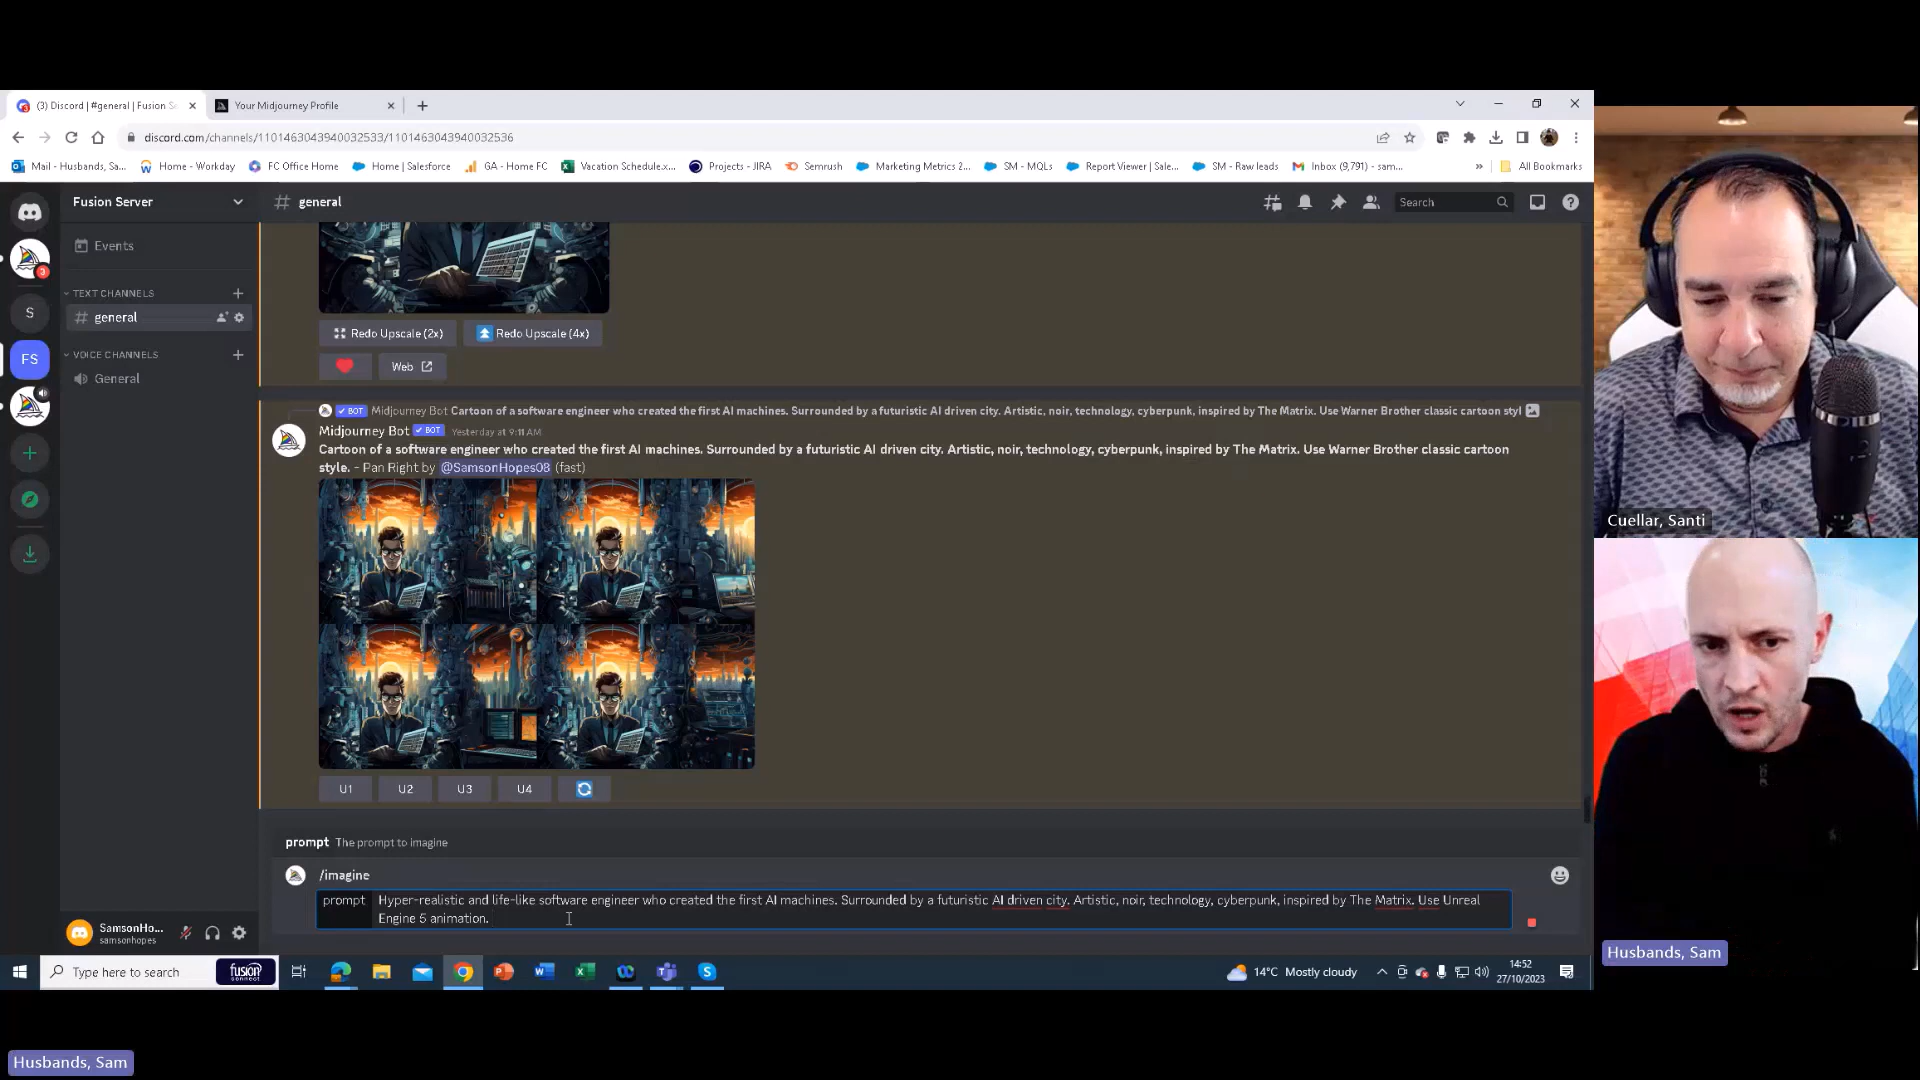 (3) Discord | #general | Fusion Se
Your Midjourney Profile
discord.com/channels/1101463043940032533/1101463043940032536
Mail - Husbands, Sa...
Home - Workday
FC Office Home
Home | Salesforce
GA - Home FC
Vacation Schedule.x...
Projects - JIRA
Semrush
Marketing Metrics 2...
SM - MQLs
Report Viewer | Sale...
SM - Raw leads
Inbox (9,791) - sam...
All Bookmarks
Fusion Server
# general
Search
Events
TEXT CHANNELS
# general
VOICE CHANNELS
General
S
FS
3
Redo Upscale (2x)
Redo Upscale (4x)
Web
BOT Midjourney Bot Cartoon of a software engineer who created the first AI machines. Surrounded by a futuristic AI driven city. Artistic, noir, technology, cyberpunk, inspired by The Matrix. Use Warner Brother classic cartoon styl
Midjourney Bot BOT Yesterday at 9:11 AM
Cartoon of a software engineer who created the first AI machines. Surrounded by a futuristic AI driven city. Artistic, noir, technology, cyberpunk, inspired by The Matrix. Use Warner Brother classic cartoon
style. - Pan Right by @SamsonHopes08 (fast)
U1
U2
U3
U4
prompt The prompt to imagine
/imagine
prompt Hyper-realistic and life-like software engineer who created the first AI machines. Surrounded by a futuristic AI driven city. Artistic, noir, technology, cyberpunk, inspired by The Matrix. Use Unreal
Engine 5 animation.
SamsonHo...
samsonhopes
Type here to search
fusion connect
14°C Mostly cloudy
14:52
27/10/2023
Cuellar, Santi
Husbands, Sam
Husbands, Sam